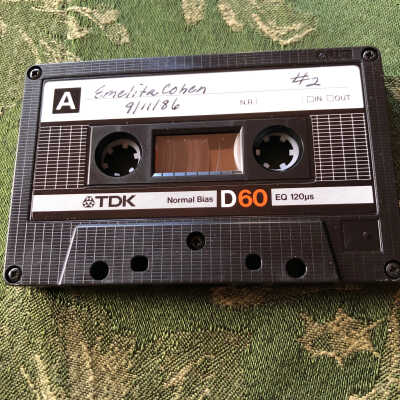 A Emelita Cohen #2
9/11/86 N.R. IN OUT
TDK Normal Bias D60 EQ 120µs